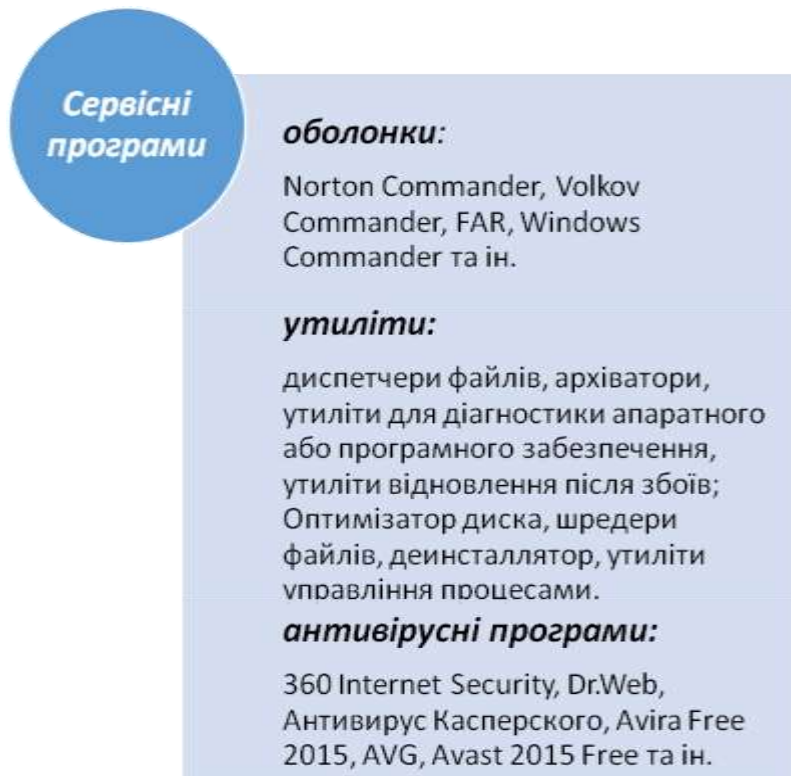 Сервісні
програми
оболонки:
Norton Commander, Volkov
Commander, FAR, Windows
Commander та ін.
утиліти:
диспетчери файлів, архіватори,
утиліти для діагностики апаратного
або програмного забезпечення,
утиліти відновлення після збоїв;
Оптимізатор диска, шредери
файлів, деинсталлятор, утиліти
управління процесами.
антивірусні програми:
360 Internet Security, Dr.Web,
Антивирус Касперского, Avira Free
2015, AVG, Avast 2015 Free та ін.